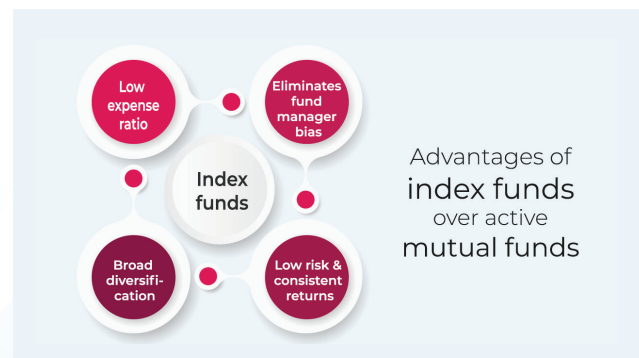 Low
expense
ratio
Eliminates
fund
manager
bias
Index
funds
Broad
diversifi-
cation
Low risk &
consistent
returns
Advantages of
index funds
over active
mutual funds